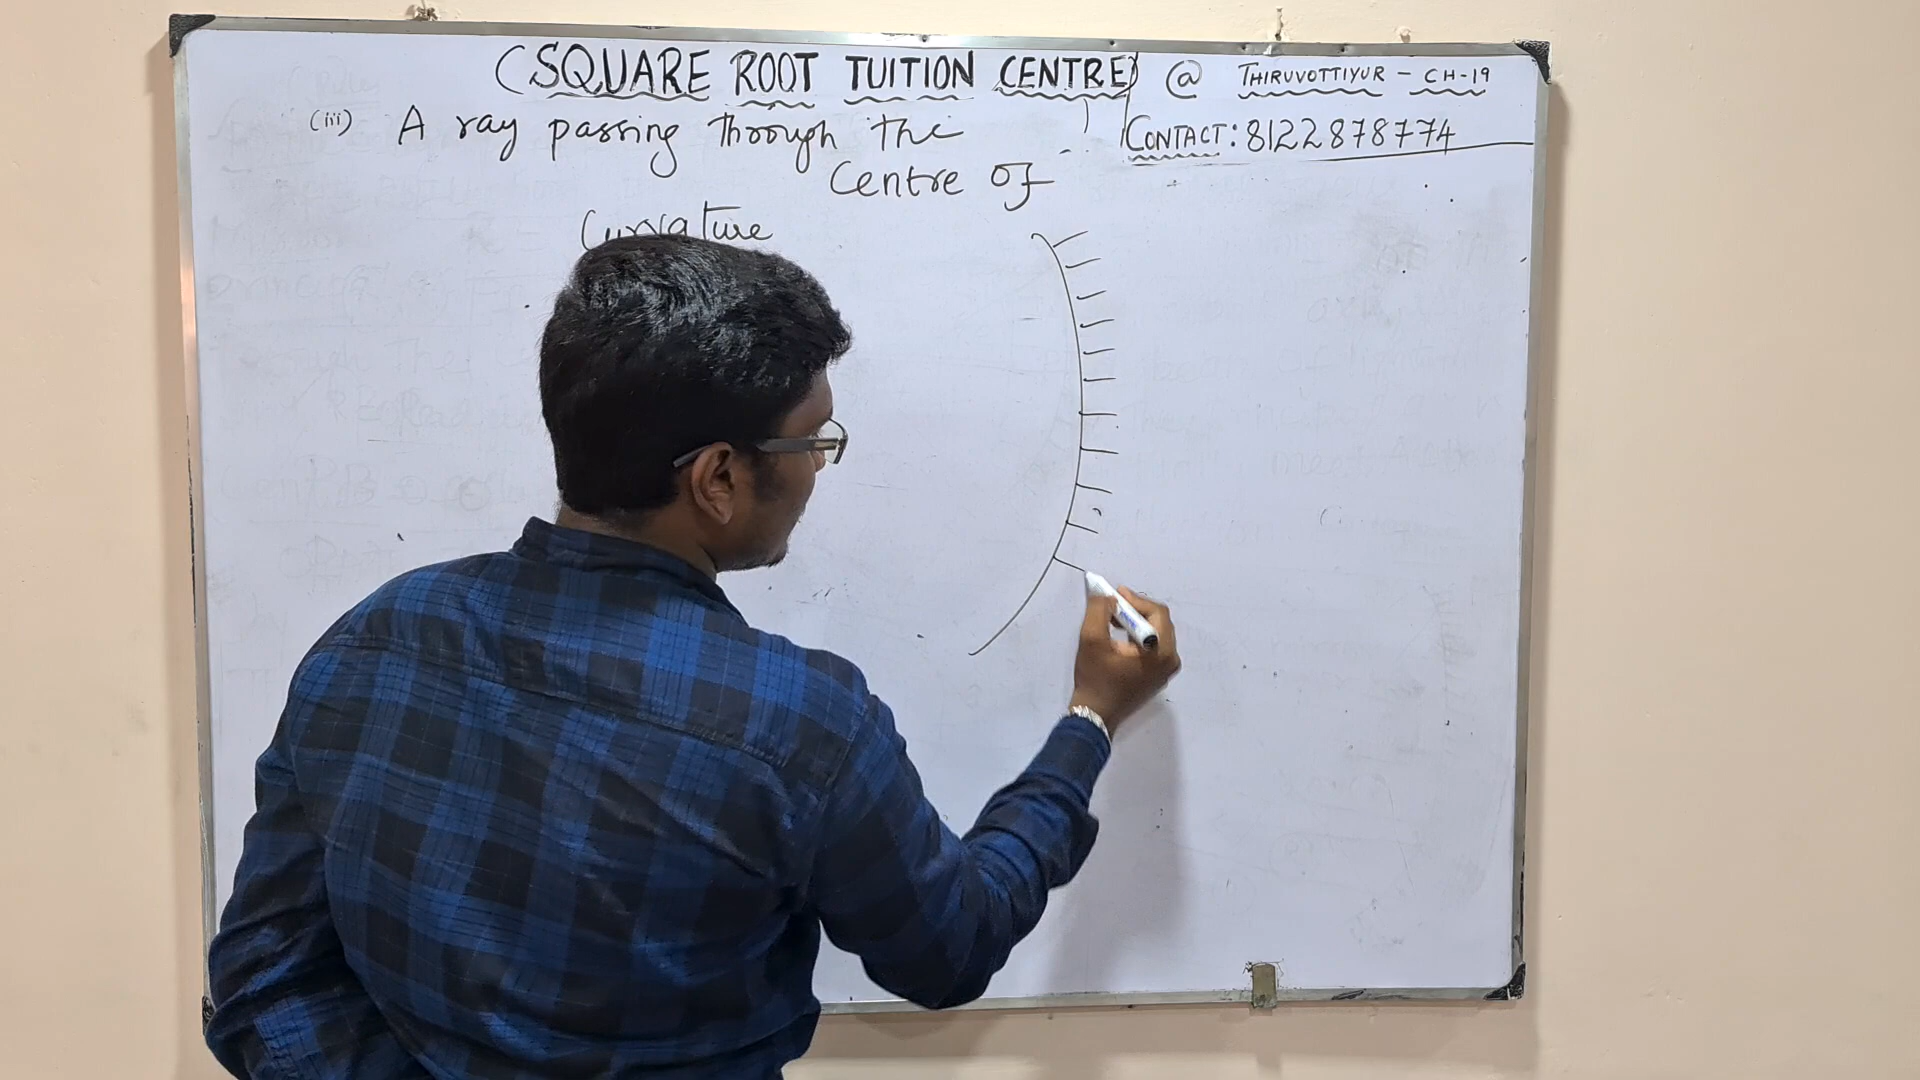 (SQUARE ROOT TUITION CENTRE) @ THIRUVOTTIYUR - CH-19
CONTACT: 8122878774
(iii) A ray passing through the
Centre of
Curvature